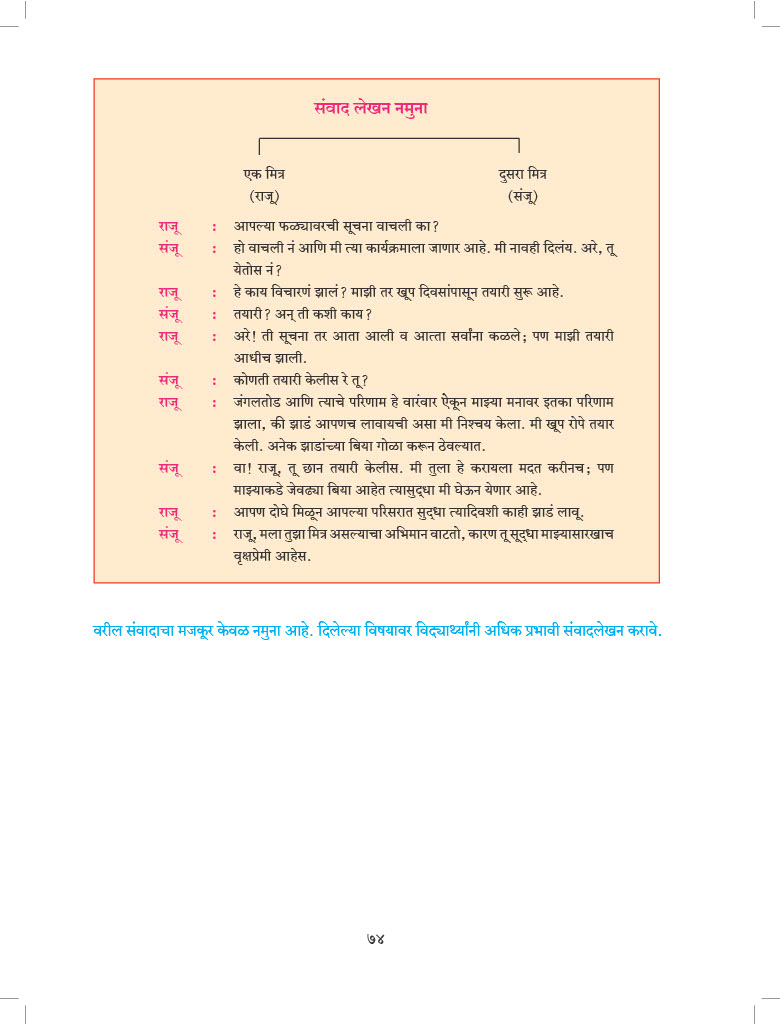 संवाद लेखन नमुना
एक मित्र दुसरा मित्र
(राजू) (संजू)
राजू : आपल्या फळ्यावरची सूचना वाचली का?
संजू : हो वाचली नं आणि मी त्या कार्यक्रमाला जाणार आहे. मी नावही दिलंय. अरे, तू
येतोस नं?
राजू : हे काय विचारणं झालं? माझी तर खूप दिवसांपासून तयारी सुरू आहे.
संजू : तयारी? अन् ती कशी काय?
राजू : अरे! ती सूचना तर आता आली व आत्ता सर्वांना कळले; पण माझी तयारी
आधीच झाली.
संजू : कोणती तयारी केलीस रे तू?
राजू : जंगलतोड आणि त्याचे परिणाम हे वारंवार ऐकून माझ्या मनावर इतका परिणाम
झाला, की झाडं आपणच लावायची असा मी निश्चय केला. मी खूप रोपे तयार
केली. अनेक झाडांच्या बिया गोळा करून ठेवल्यात.
संजू : वा! राजू, तू छान तयारी केलीस. मी तुला हे करायला मदत करीनच; पण
माझ्याकडे जेवढ्या बिया आहेत त्यासुद्धा मी घेऊन येणार आहे.
राजू : आपण दोघे मिळून आपल्या परिसरात सुद्धा त्यादिवशी काही झाडं लावू.
संजू : राजू, मला तुझा मित्र असल्याचा अभिमान वाटतो, कारण तू सूद्धा माझ्यासारखाच
वृक्षप्रेमी आहेस.
वरील संवादाचा मजकूर केवळ नमुना आहे. दिलेल्या विषयावर विद्यार्थ्यांनी अधिक प्रभावी संवादलेखन करावे.
७४